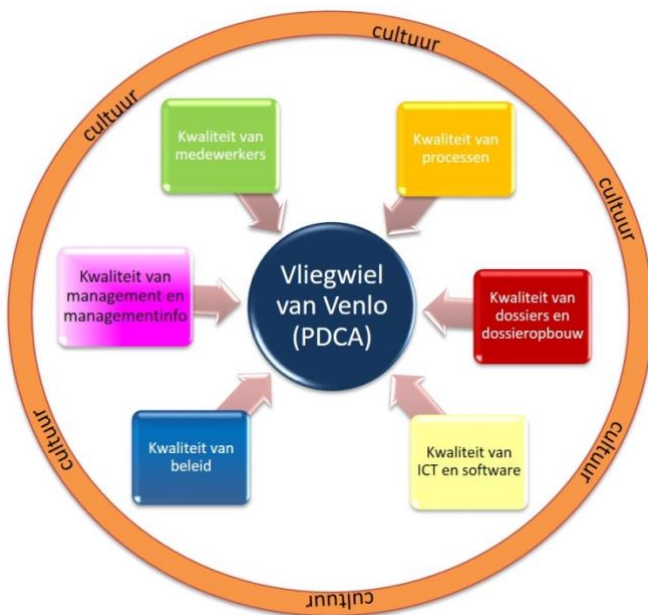 cultuur
cultuur
Kwaliteit van
medewerkers
Kwaliteit van
processen
cultuur
Kwaliteit van
management en
managementinfo
Vliegwiel
van Venlo
(PDCA)
Kwaliteit van
dossiers en
dossieropbouw
cultuur
Kwaliteit van
beleid
Kwaliteit van
ICT en software
cultuur
cultuur